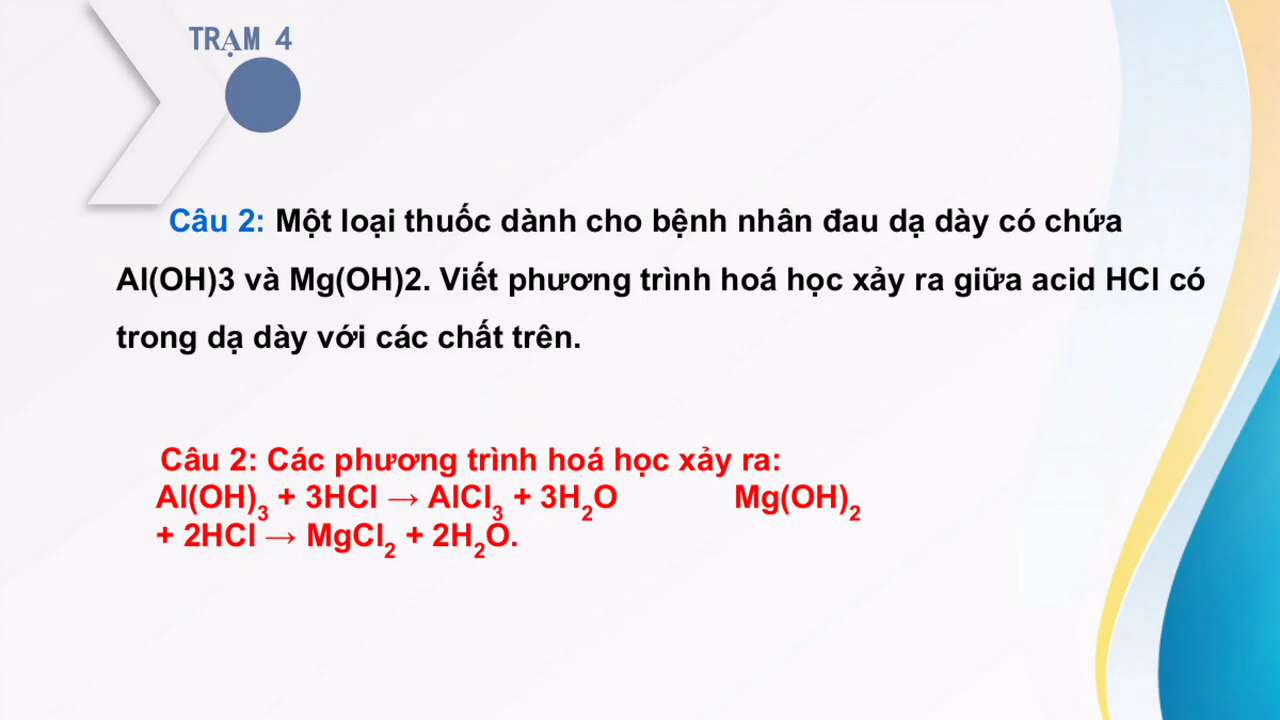 TRẠM 4
Câu 2: Một loại thuốc dành cho bệnh nhân đau dạ dày có chứa
Al(OH)3 và Mg(OH)2. Viết phương trình hoá học xảy ra giữa acid HCl có
trong dạ dày với các chất trên.
Câu 2: Các phương trình hoá học xảy ra:
Al(OH)₃ + 3HCl → AlCl₃ + 3H₂O Mg(OH)₂
+ 2HCl → MgCl₂ + 2H₂O.